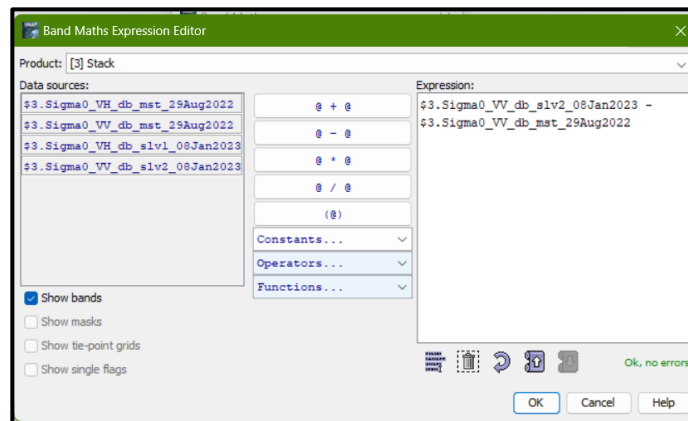 Band Maths Expression Editor
Product: [3] Stack
Data sources:
$3.Sigma0_VH_db_mst_29Aug2022
$3.Sigma0_VV_db_mst_29Aug2022
$3.Sigma0_VH_db_slv1_08Jan2023
$3.Sigma0_VV_db_slv2_08Jan2023
@ + @
@ - @
@ * @
@ / @
(@)
Constants...
Operators...
Functions...
Expression:
$3.Sigma0_VV_db_slv2_08Jan2023 -
$3.Sigma0_VV_db_mst_29Aug2022
Show bands
Show masks
Show tie-point grids
Show single flags
Ok, no errors
OK
Cancel
Help